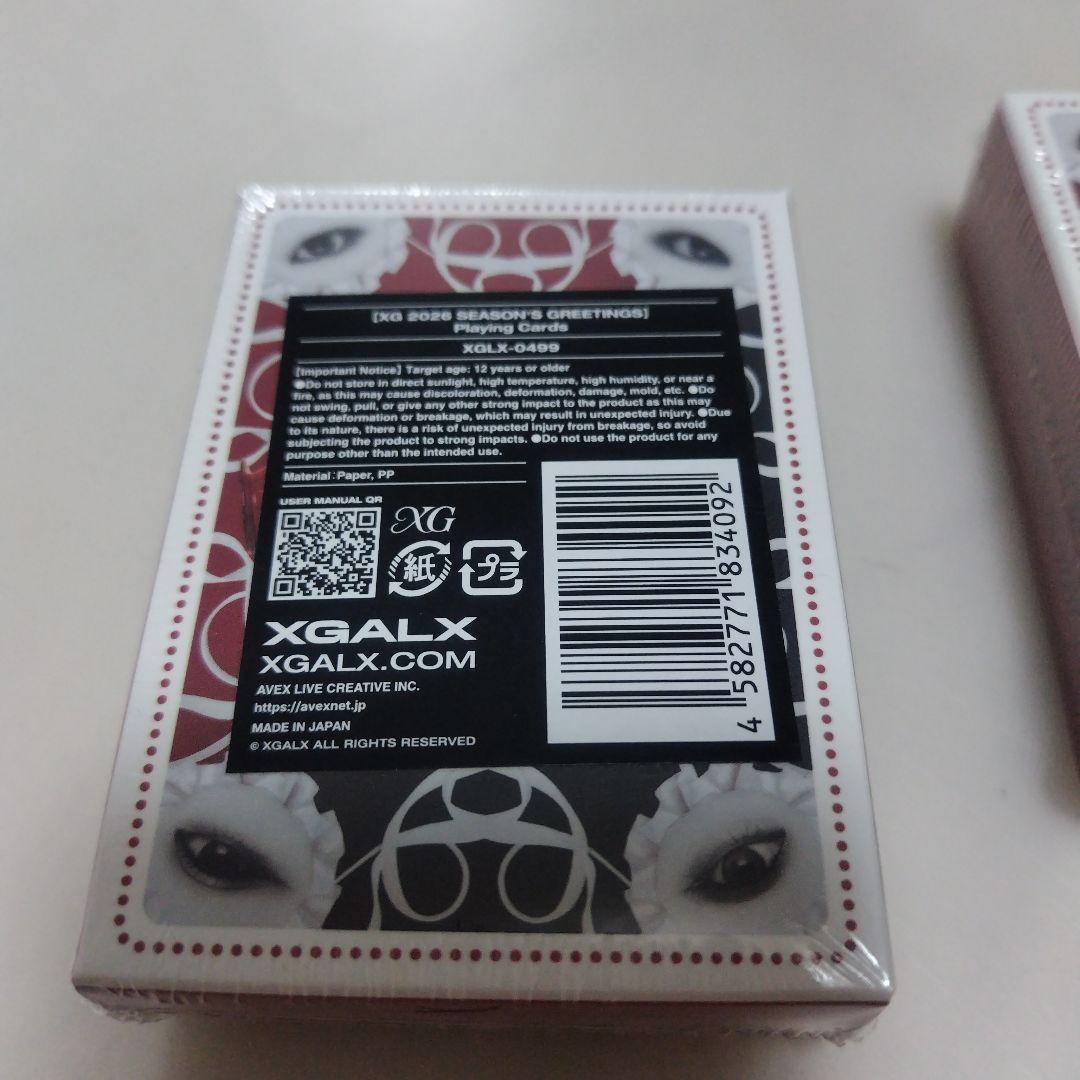 [XG 2026 SEASON'S GREETINGS]
Playing Cards
XGLX-0499
[Important Notice] Target age: 12 years or older
●Do not store in direct sunlight, high temperature, high humidity, or near a
fire, as this may cause discoloration, deformation, damage, mold, etc. ●Do
not swing, pull, or give any other strong impact to the product as this may
cause deformation or breakage, which may result in unexpected injury. ●Due
to its nature, there is a risk of unexpected injury from breakage, so avoid
subjecting the product to strong impacts. ●Do not use the product for any
purpose other than the intended use.
Material:Paper, PP
USER MANUAL QR
XG
紙
プラ
XGALX
XGALX.COM
AVEX LIVE CREATIVE INC.
https://avexnet.jp
MADE IN JAPAN
© XGALX ALL RIGHTS RESERVED
4 582771 834092